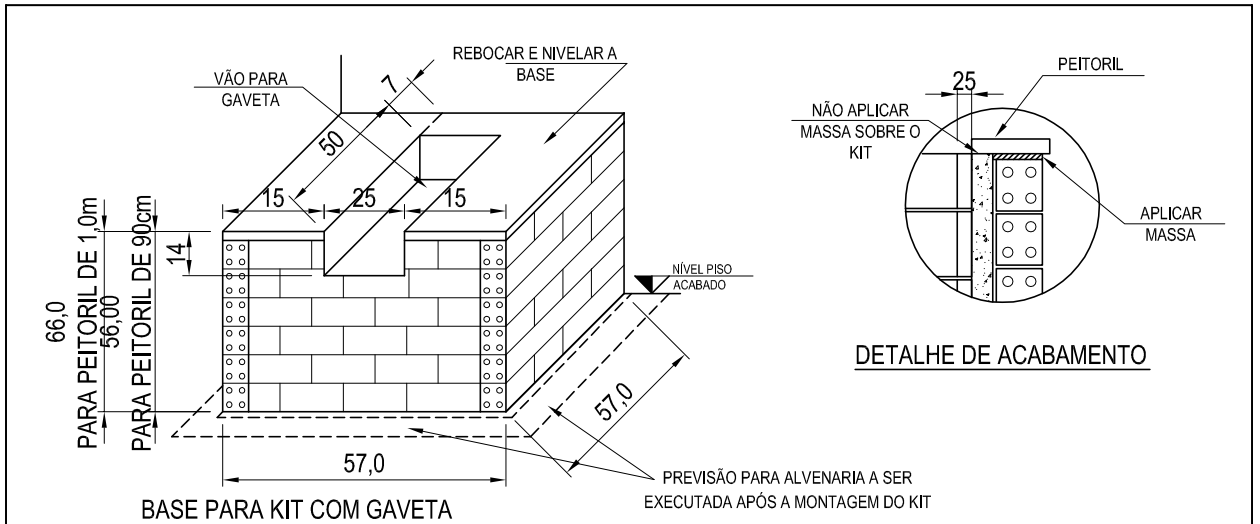 REBOCAR E NIVELAR A
BASE
VÃO PARA
GAVETA
7
50
15
25
15
14
66,0
PARA PEITORIL DE 1,0m
56,00
PARA PEITORIL DE 90cm
NÍVEL PISO
ACABADO
57,0
57,0
PREVISÃO PARA ALVENARIA A SER
EXECUTADA APÓS A MONTAGEM DO KIT
BASE PARA KIT COM GAVETA
PEITORIL
25
NÃO APLICAR
MASSA SOBRE O
KIT
APLICAR
MASSA
DETALHE DE ACABAMENTO